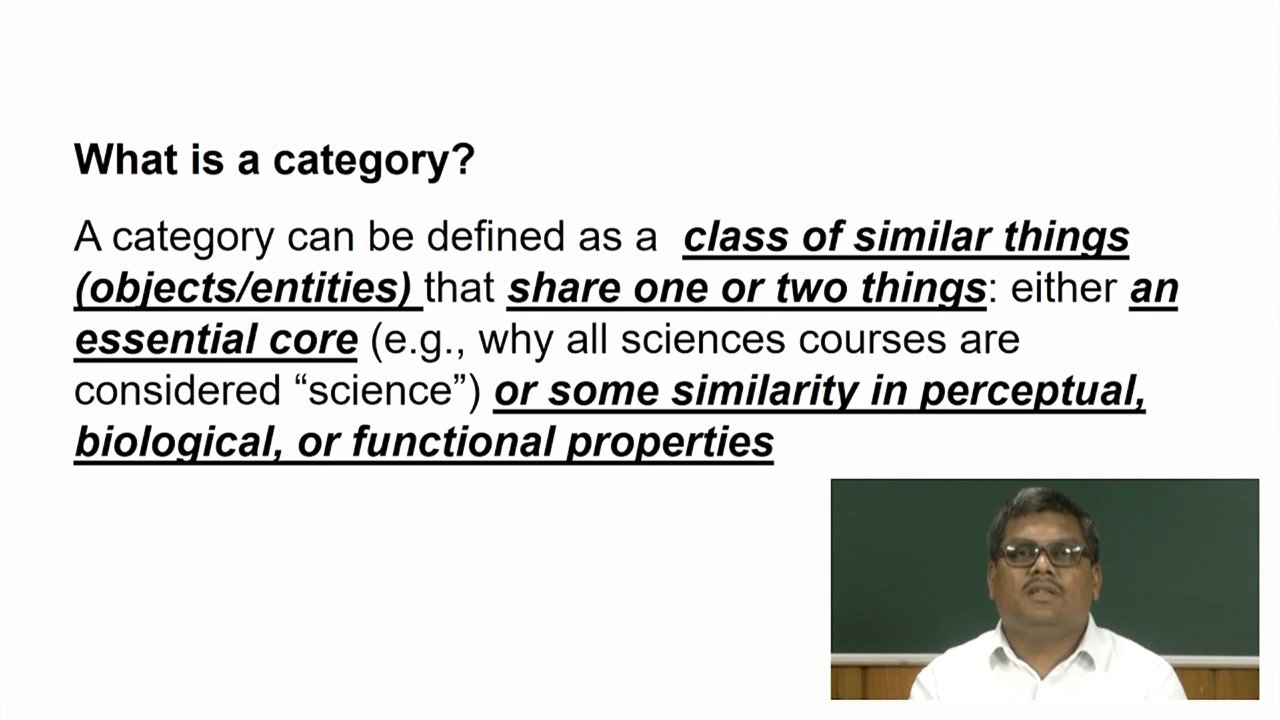 What is a category?
A category can be defined as a class of similar things
(objects/entities) that share one or two things: either an
essential core (e.g., why all sciences courses are
considered “science”) or some similarity in perceptual,
biological, or functional properties